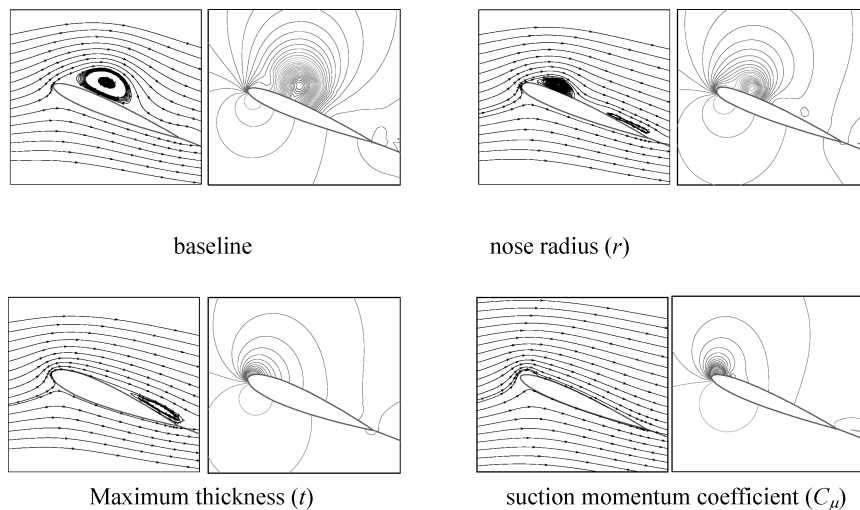 baseline
nose radius (r)
Maximum thickness (t)
suction momentum coefficient (Cμ)